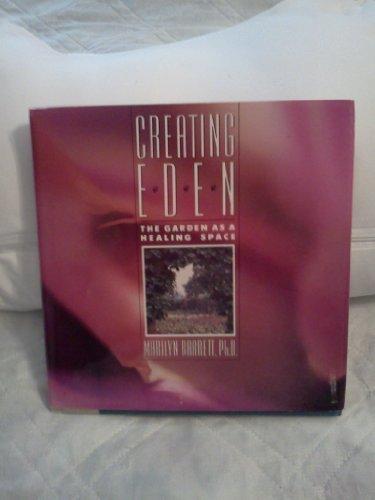 CREATING
EDEN
THE GARDEN AS A
HEALING SPACE
MARILYN BARRETT, Ph.D.